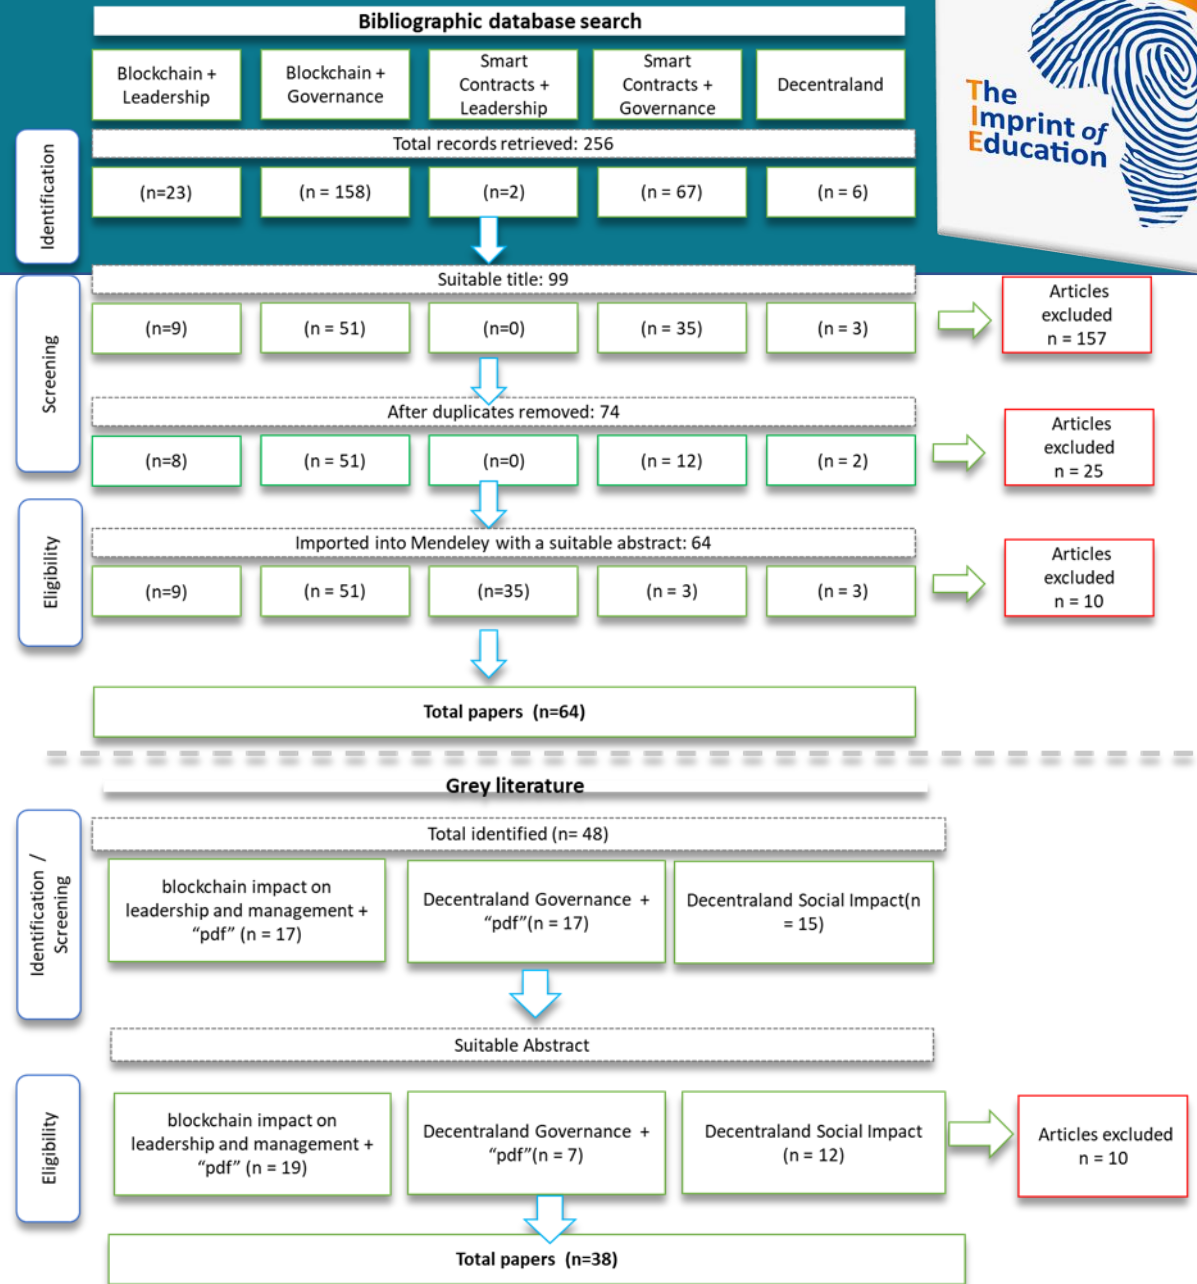 Bibliographic database search
Blockchain +
Leadership
Blockchain +
Governance
Smart
Contracts +
Leadership
Smart
Contracts +
Governance
Decentraland
The
Imprint of
Education
Identification
Total records retrieved: 256
(n=23)
(n = 158)
(n=2)
(n = 67)
(n = 6)
Screening
Suitable title: 99
(n=9)
(n = 51)
(n=0)
(n = 35)
(n = 3)
Articles
excluded
n = 157
After duplicates removed: 74
(n=8)
(n = 51)
(n=0)
(n = 12)
(n = 2)
Articles
excluded
n = 25
Eligibility
Imported into Mendeley with a suitable abstract: 64
(n=9)
(n = 51)
(n=35)
(n = 3)
(n = 3)
Articles
excluded
n = 10
Total papers (n=64)
Grey literature
Identification /
Screening
Total identified (n= 48)
blockchain impact on
leadership and management +
“pdf” (n = 17)
Decentraland Governance +
“pdf”(n = 17)
Decentraland Social Impact(n
= 15)
Suitable Abstract
Eligibility
blockchain impact on
leadership and management +
“pdf” (n = 19)
Decentraland Governance +
“pdf”(n = 7)
Decentraland Social Impact
(n = 12)
Articles excluded
n = 10
Total papers (n=38)